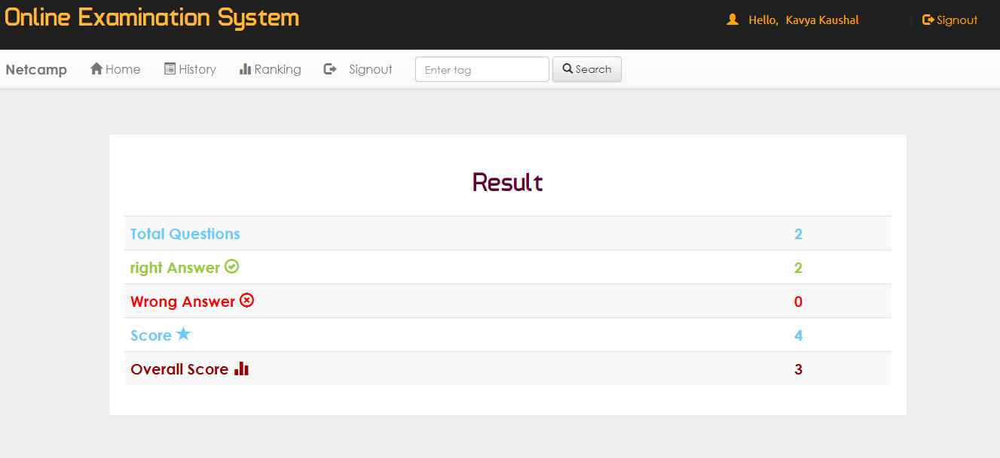 Online Examination System
Hello, Kavya Kaushal
Signout
Netcamp Home History Ranking Signout Enter tag Search
Result
Total Questions 2
right Answer 2
Wrong Answer 0
Score 4
Overall Score 3